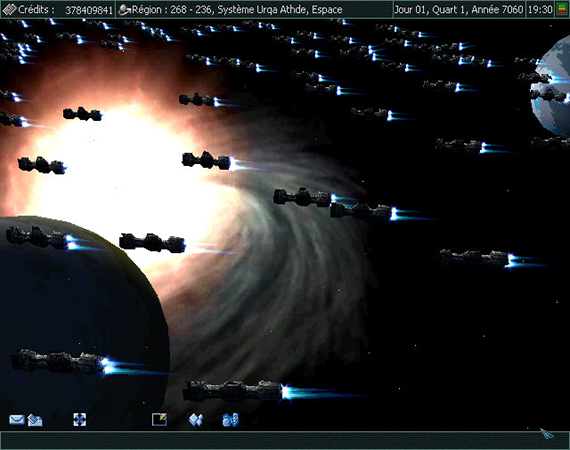 Crédits : 378409841 Région : 268 - 236, Système Urqa Athde, Espace Jour 01, Quart 1, Année 7060 19:30